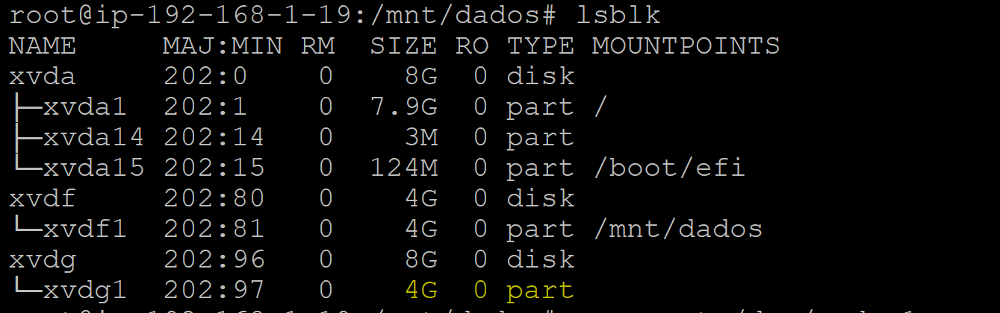 root@ip-192-168-1-19:/mnt/dados# lsblk
NAME     MAJ:MIN RM  SIZE RO TYPE MOUNTPOINTS
xvda     202:0    0    8G  0 disk
├─xvda1  202:1    0  7.9G  0 part /
├─xvda14 202:14   0    3M  0 part
└─xvda15 202:15   0  124M  0 part /boot/efi
xvdf     202:80   0    4G  0 disk
└─xvdf1  202:81   0    4G  0 part /mnt/dados
xvdg     202:96   0    8G  0 disk
└─xvdg1  202:97   0    4G  0 part